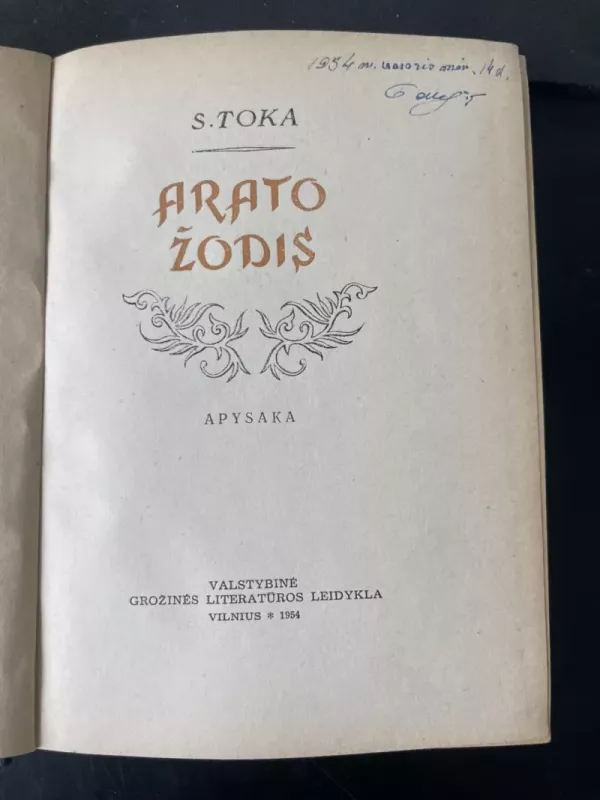 1954 m. vasario mėn. 14 d.
S. TOKA
ARATO
ŽODIS
APYSAKA
VALSTYBINĖ
GROŽINĖS LITERATŪROS LEIDYKLA
VILNIUS * 1954